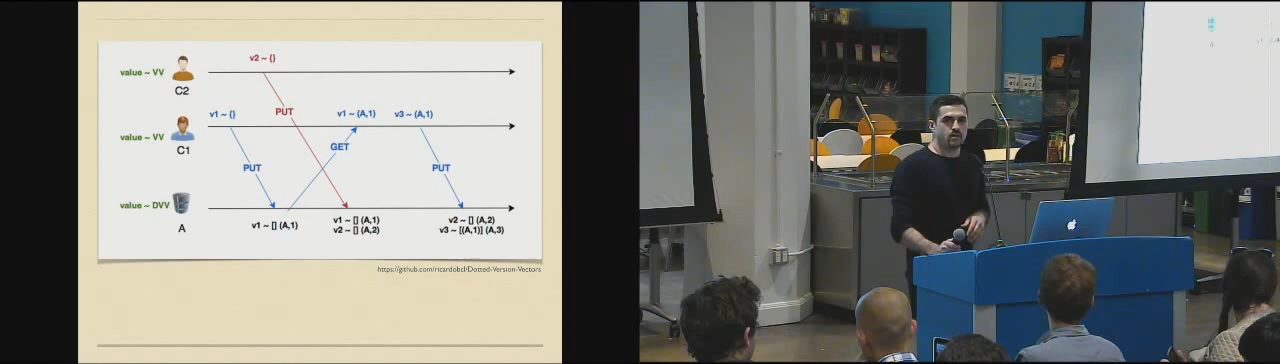 v2 ~ {}
value ~ VV
C2
PUT
v1 ~ {}
v1 ~ (A,1)
v3 ~ (A,1)
value ~ VV
C1
GET
PUT
PUT
value ~ DVV
A
v1 ~ [] (A,1)
v1 ~ [] (A,1)
v2 ~ [] (A,2)
v2 ~ [] (A,2)
v3 ~ [(A,1)] (A,3)
https://github.com/ricardobcl/Dotted-Version-Vectors